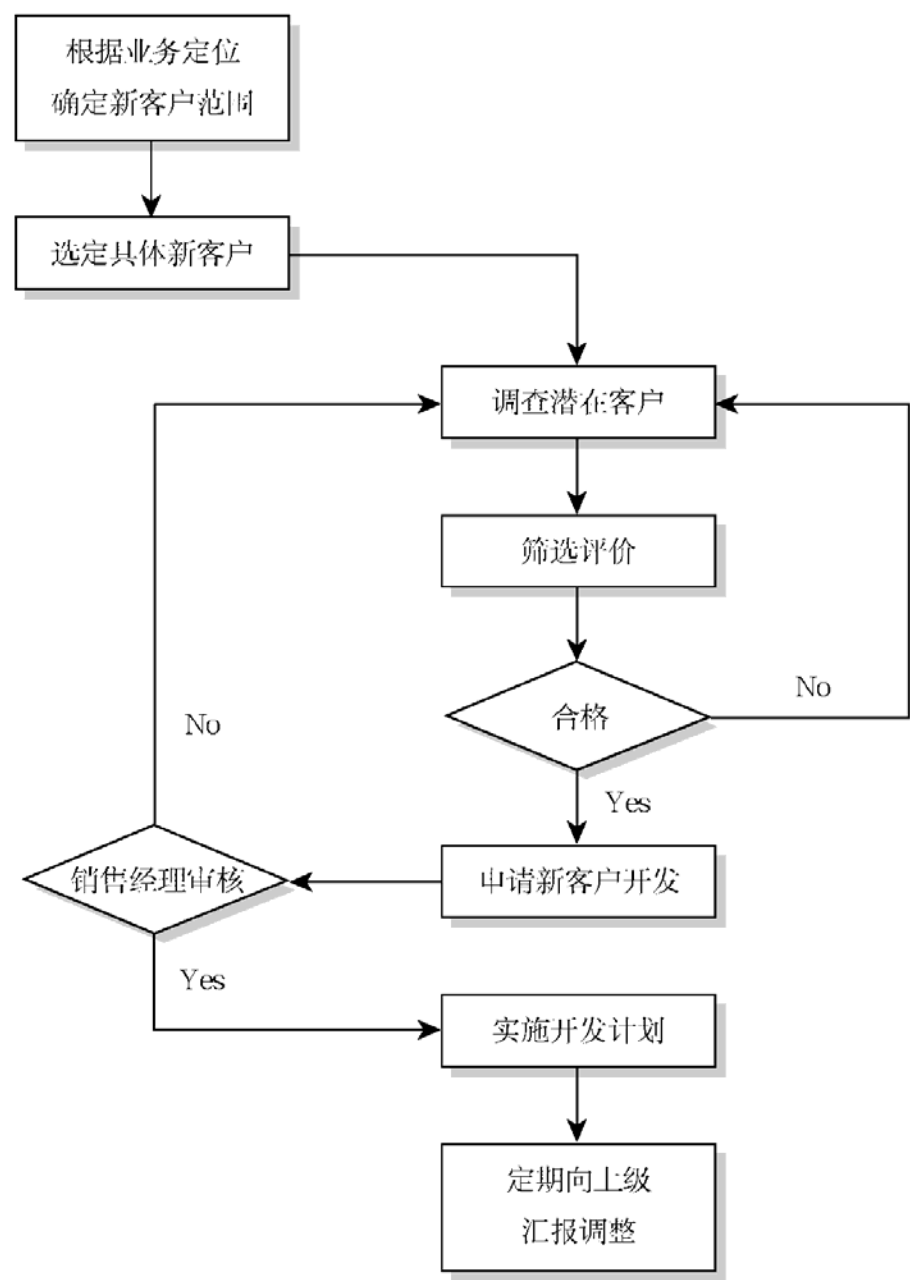 根据业务定位
确定新客户范围
选定具体新客户
调查潜在客户
筛选评价
合格
No
No
Yes
申请新客户开发
销售经理审核
Yes
实施开发计划
定期向上级
汇报调整